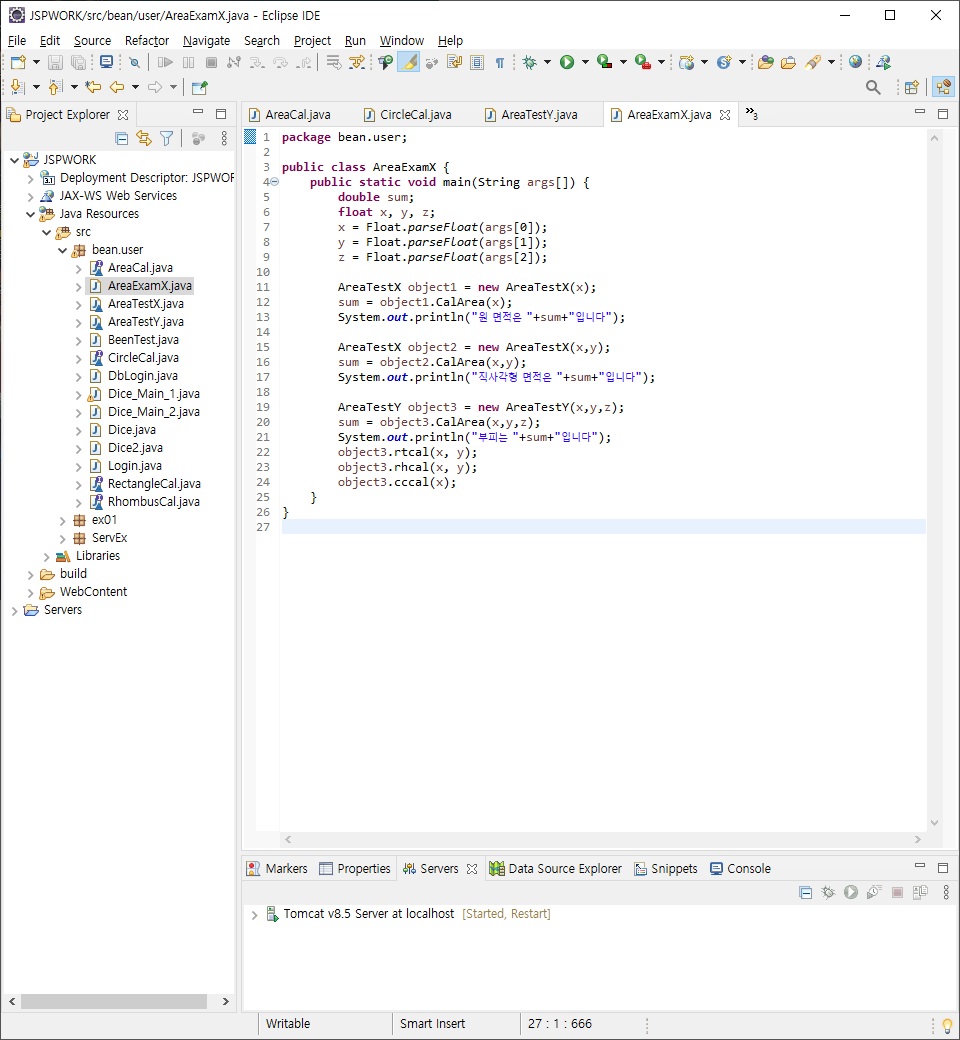 JSPWORK/src/bean/user/AreaExamX.java - Eclipse IDE
File Edit Source Refactor Navigate Search Project Run Window Help
Project Explorer
JSPWORK
Deployment Descriptor: JSPWOR
JAX-WS Web Services
Java Resources
src
bean.user
AreaCal.java
AreaExamX.java
AreaTestX.java
AreaTestY.java
BeenTest.java
CircleCal.java
DbLogin.java
Dice_Main_1.java
Dice_Main_2.java
Dice.java
Dice2.java
Login.java
RectangleCal.java
RhombusCal.java
ex01
ServEx
Libraries
build
WebContent
Servers
AreaCal.java CircleCal.java AreaTestY.java AreaExamX.java »3
1 package bean.user;
2
3 public class AreaExamX {
4 public static void main(String args[]) {
5 double sum;
6 float x, y, z;
7 x = Float.parseFloat(args[0]);
8 y = Float.parseFloat(args[1]);
9 z = Float.parseFloat(args[2]);
10
11 AreaTestX object1 = new AreaTestX(x);
12 sum = object1.CalArea(x);
13 System.out.println("원 면적은 "+sum+"입니다");
14
15 AreaTestX object2 = new AreaTestX(x,y);
16 sum = object2.CalArea(x,y);
17 System.out.println("직사각형 면적은 "+sum+"입니다");
18
19 AreaTestY object3 = new AreaTestY(x,y,z);
20 sum = object3.CalArea(x,y,z);
21 System.out.println("부피는 "+sum+"입니다");
22 object3.rtcal(x, y);
23 object3.rhcal(x, y);
24 object3.cccal(x);
25 }
26 }
27
Markers Properties Servers Data Source Explorer Snippets Console
Tomcat v8.5 Server at localhost [Started, Restart]
Writable Smart Insert 27 : 1 : 666